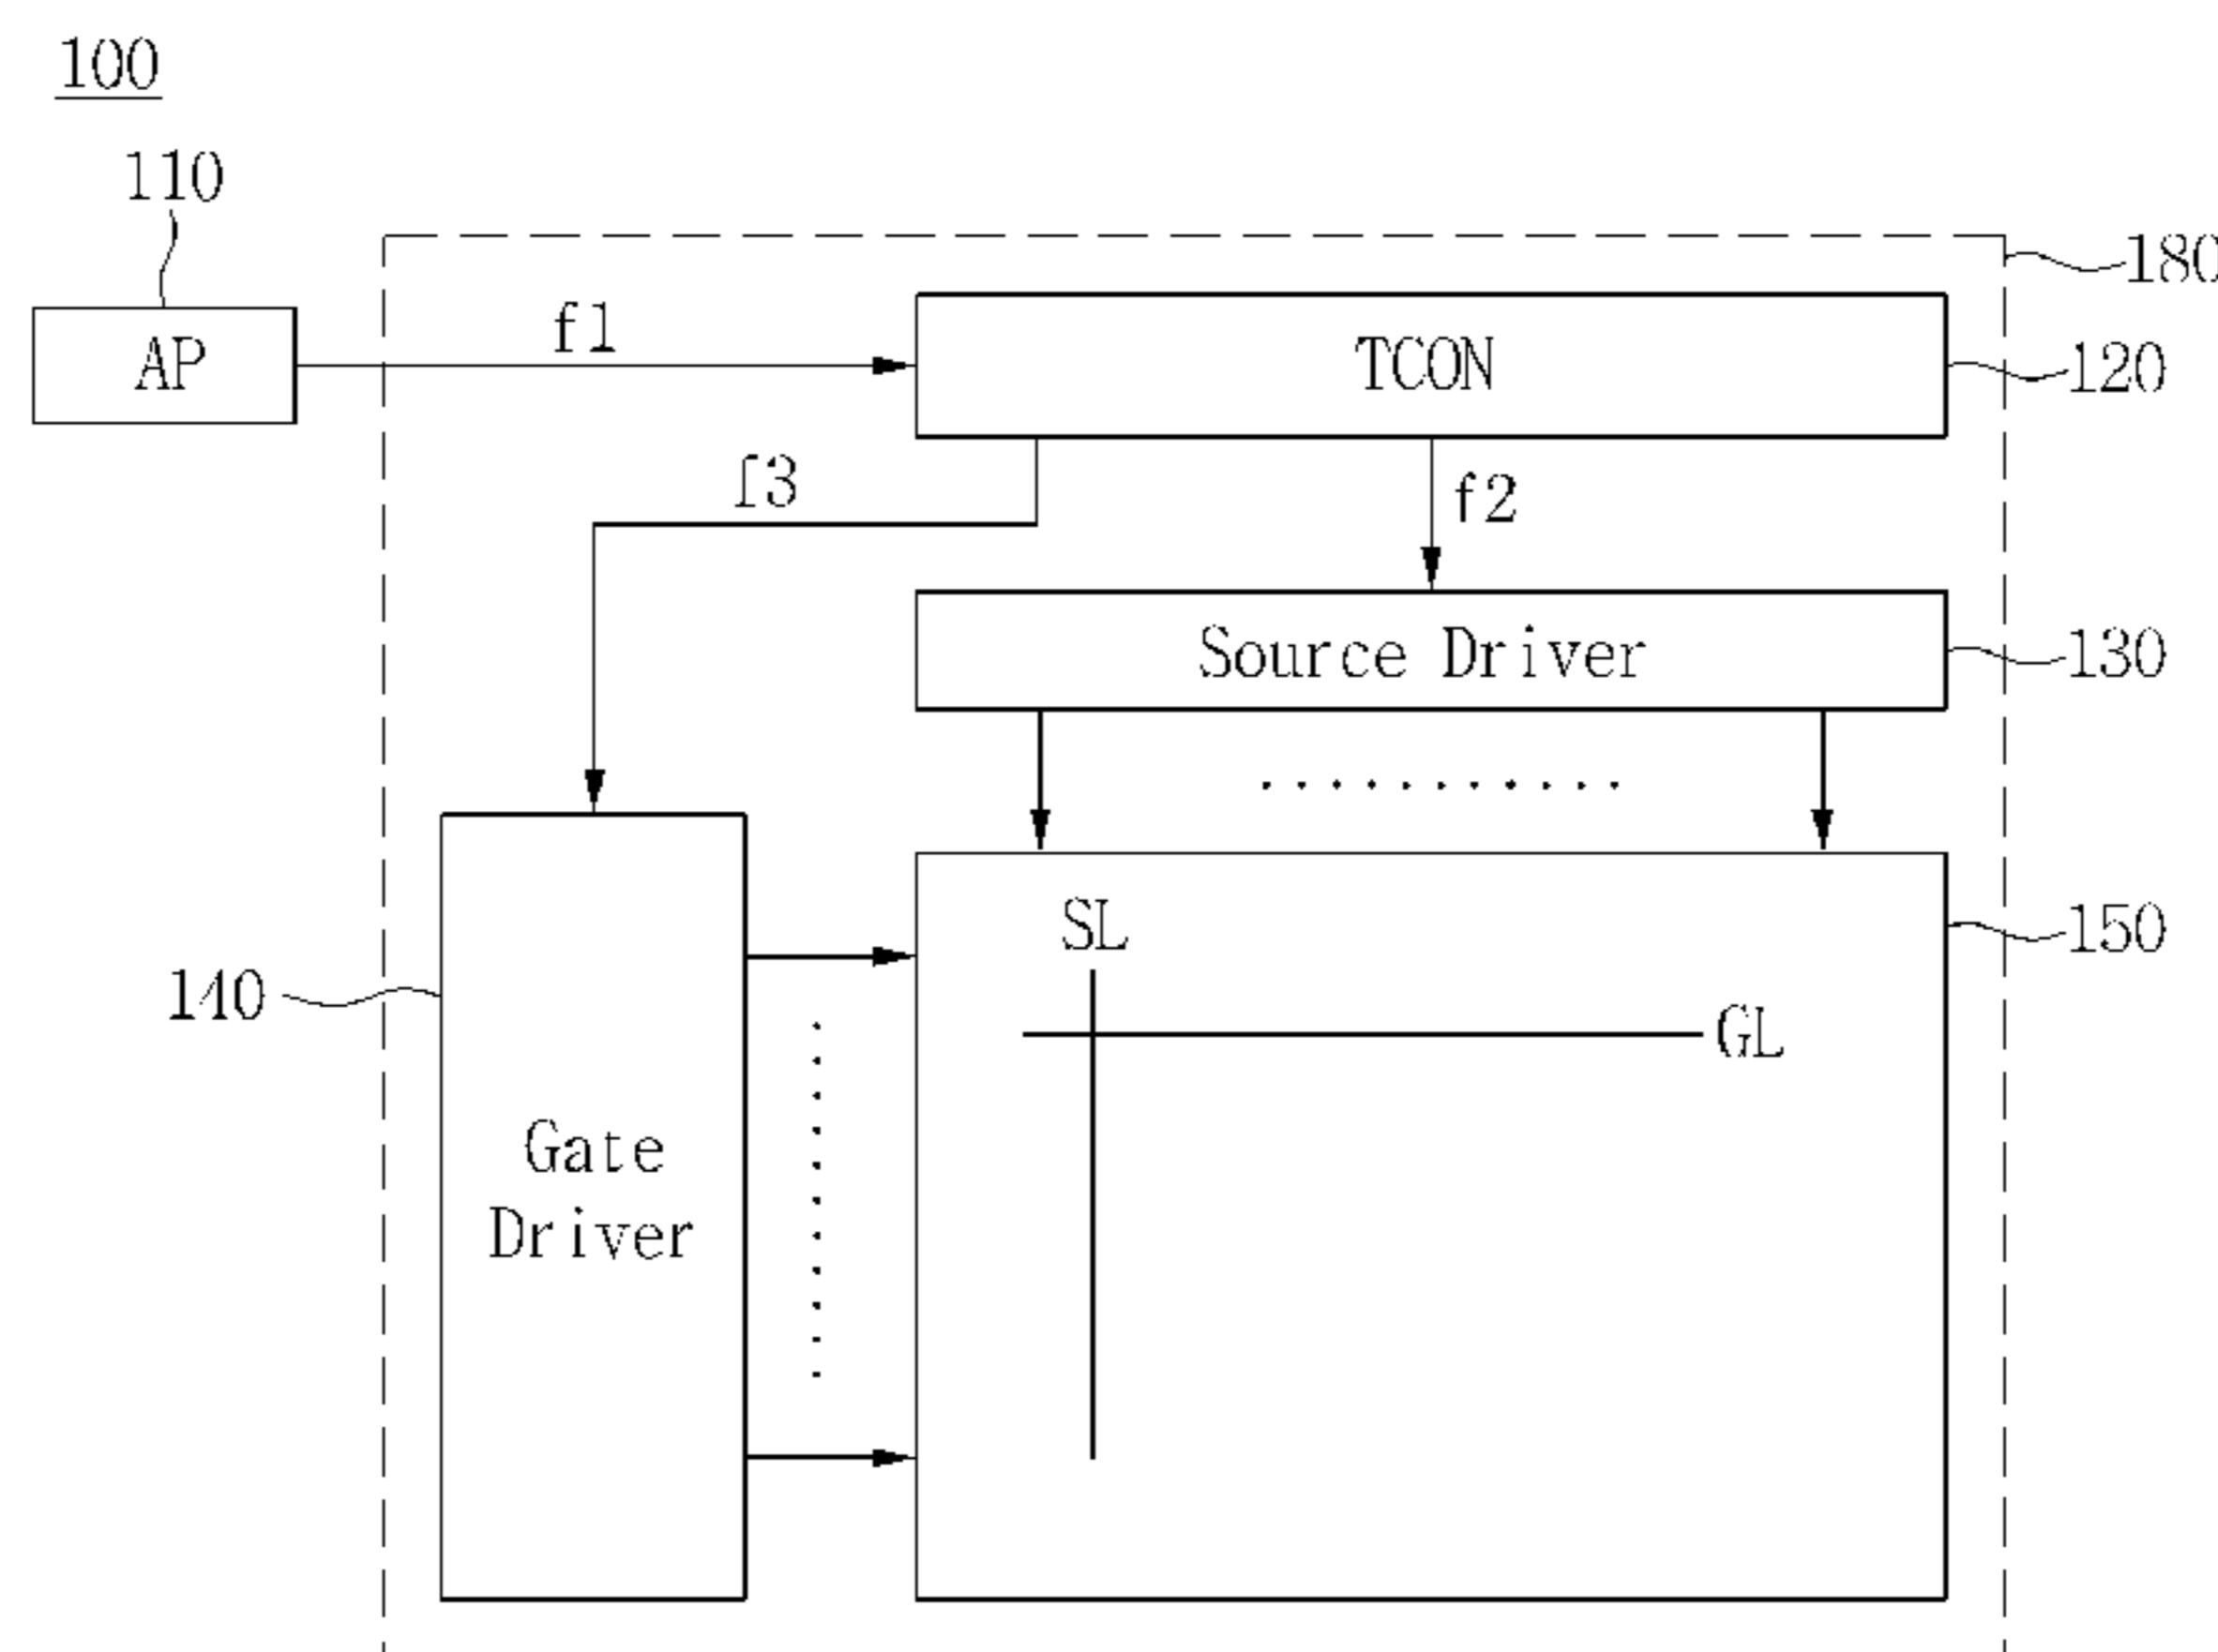 100
110
180
AP
f1
TCON
120
f3
f2
Source Driver
130
SL
150
140
GL
Gate
Driver